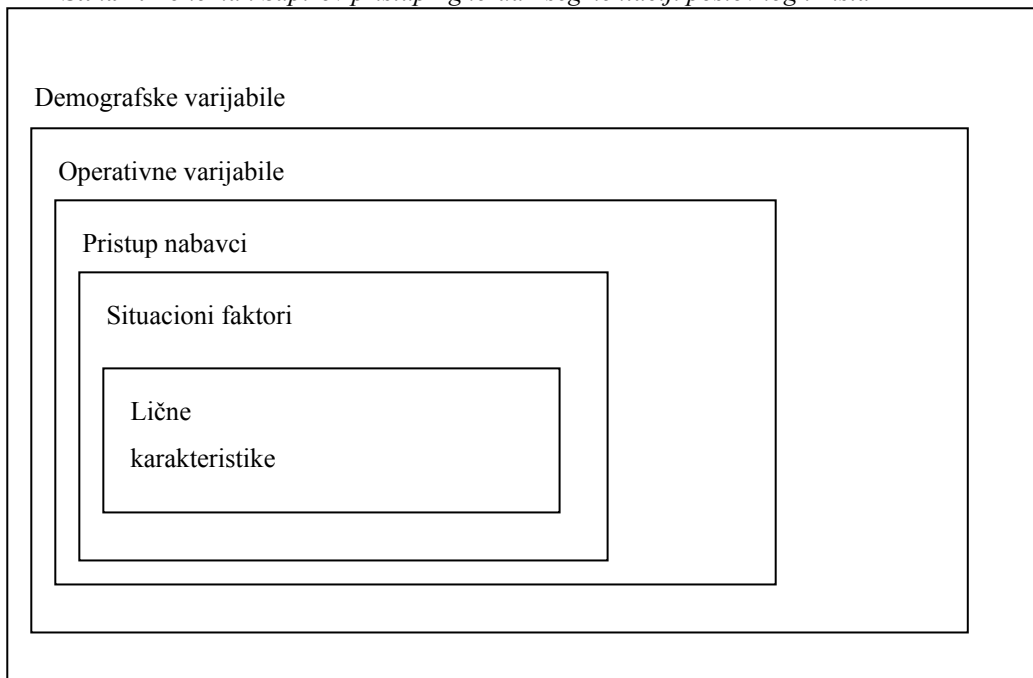 Demografske varijabile
Operativne varijabile
Pristup nabavci
Situacioni faktori
Lične
karakteristike